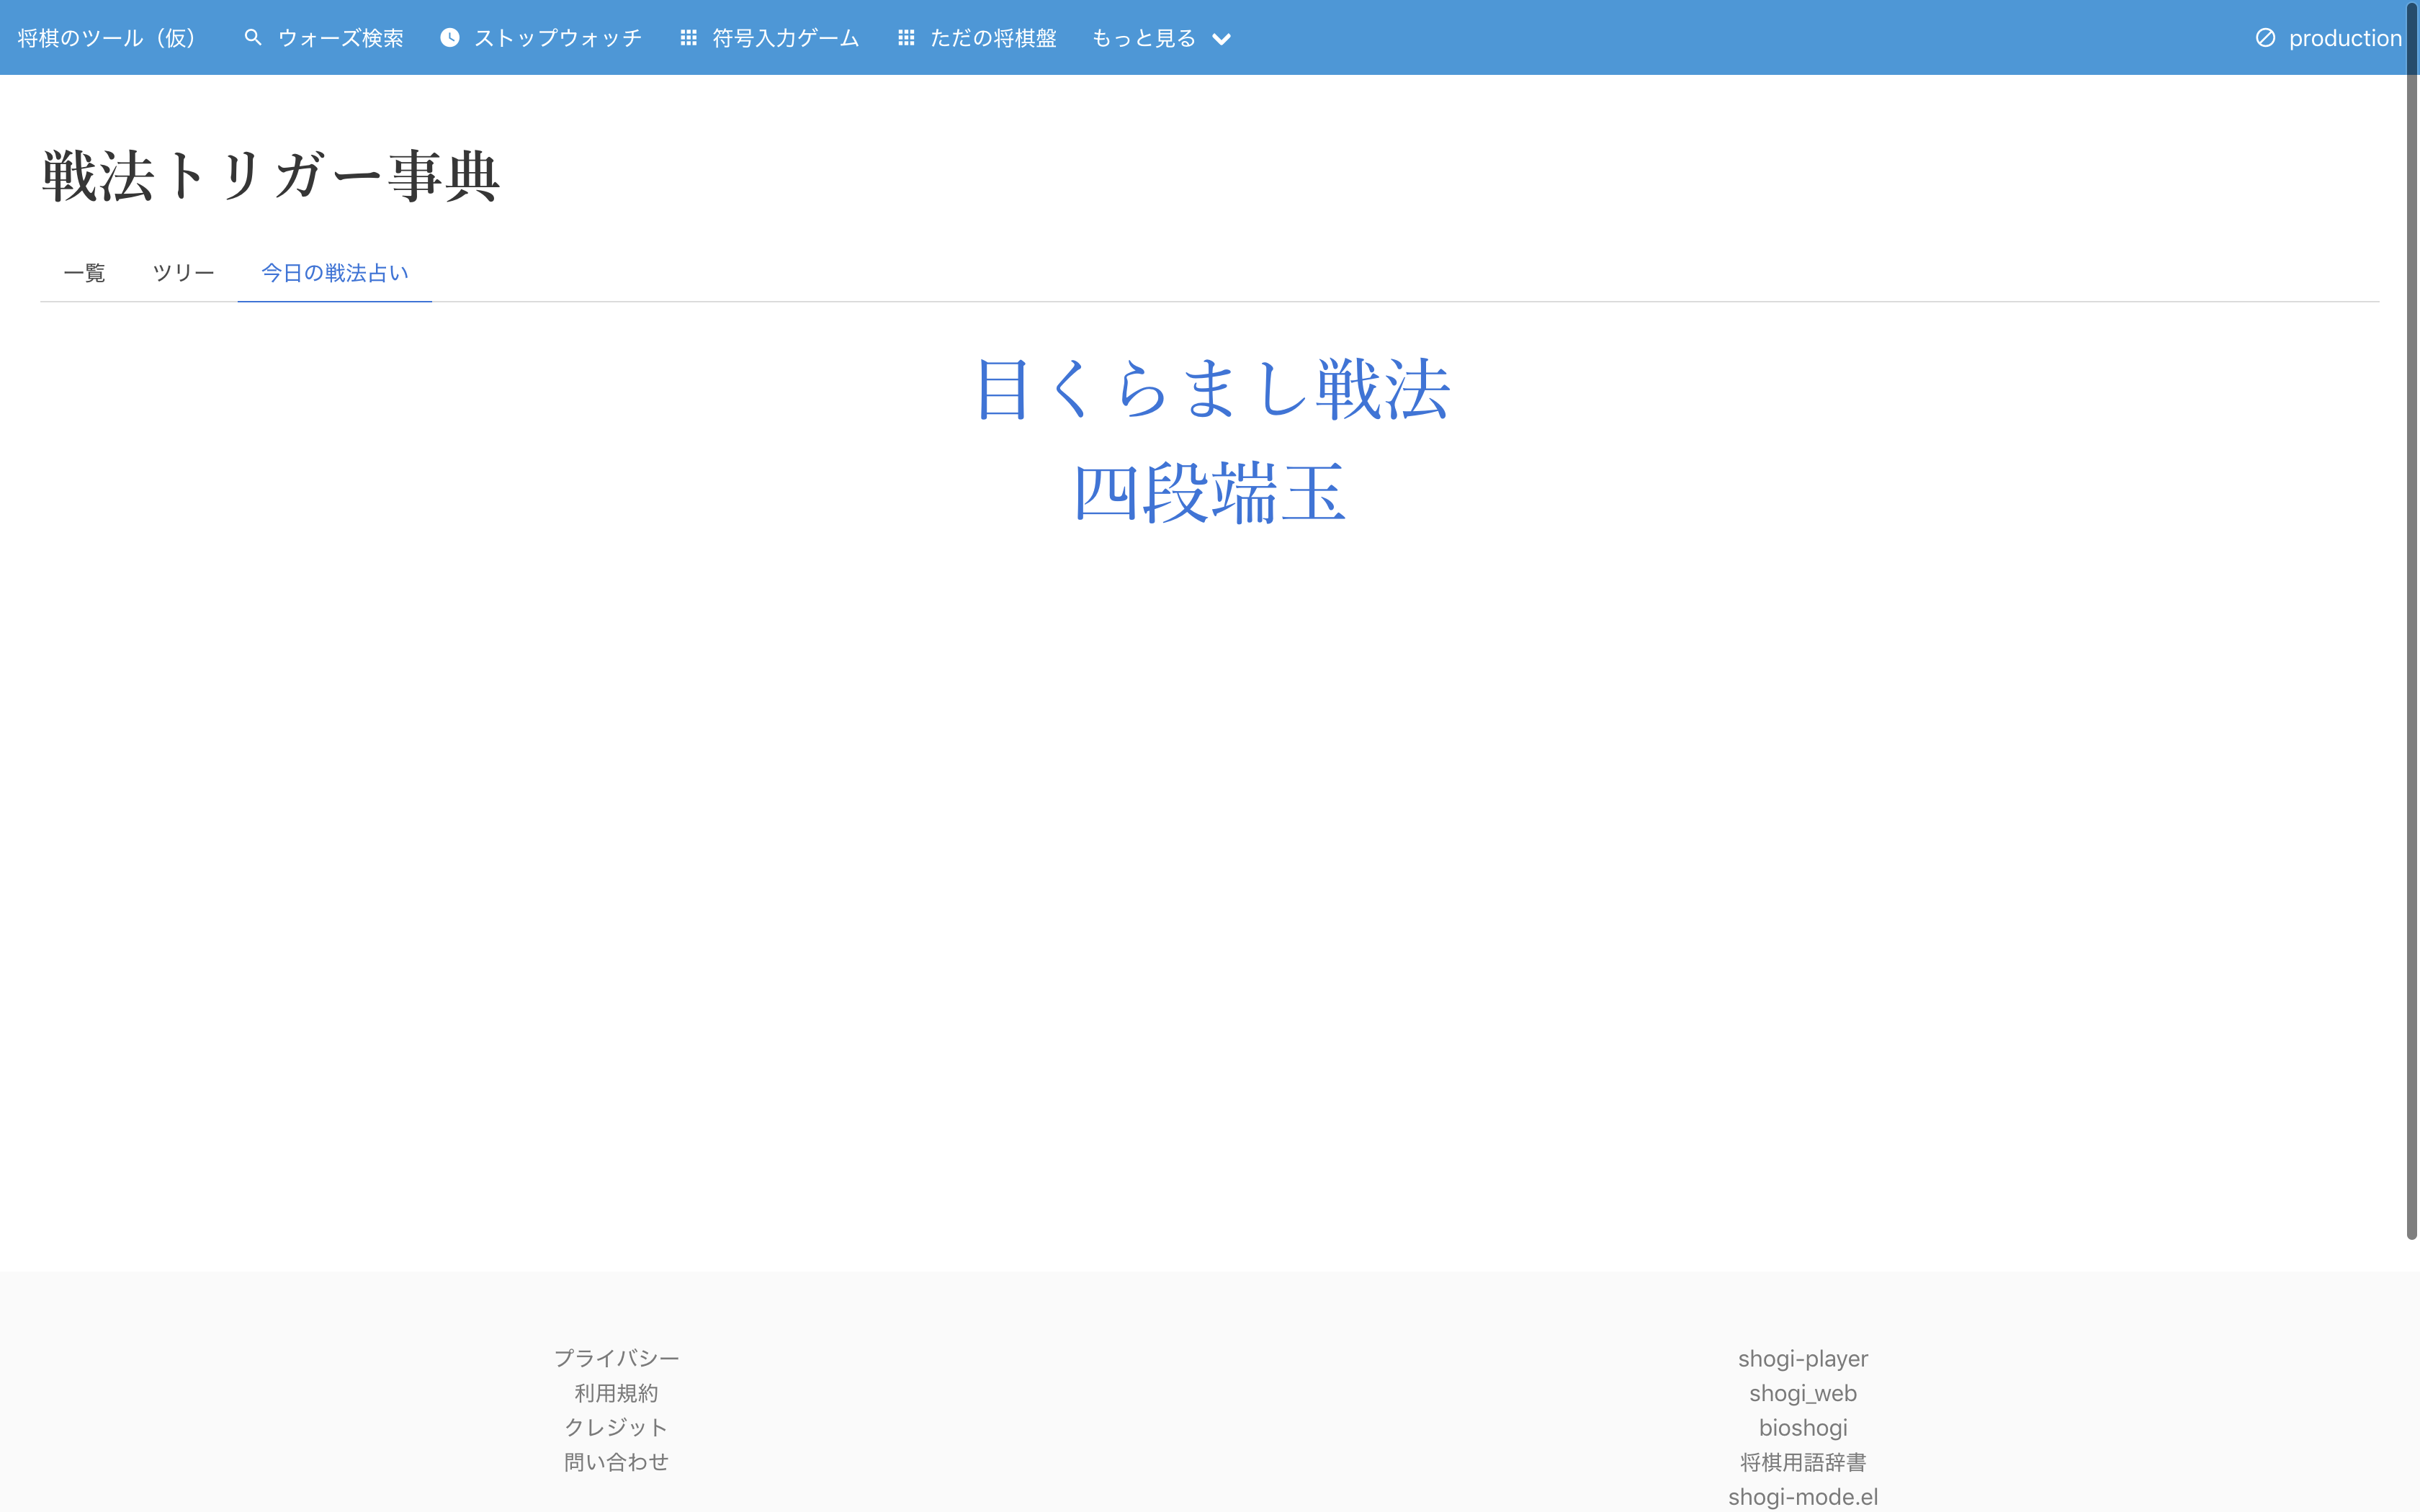 将棋のツール（仮） ウォーズ検索 ストップウォッチ 符号入力ゲーム ただの将棋盤 もっと見る production
戦法トリガー事典
一覧 ツリー 今日の戦法占い
目くらまし戦法
四段端玉
プライバシー
利用規約
クレジット
問い合わせ
shogi-player
shogi_web
bioshogi
将棋用語辞書
shogi-mode.el